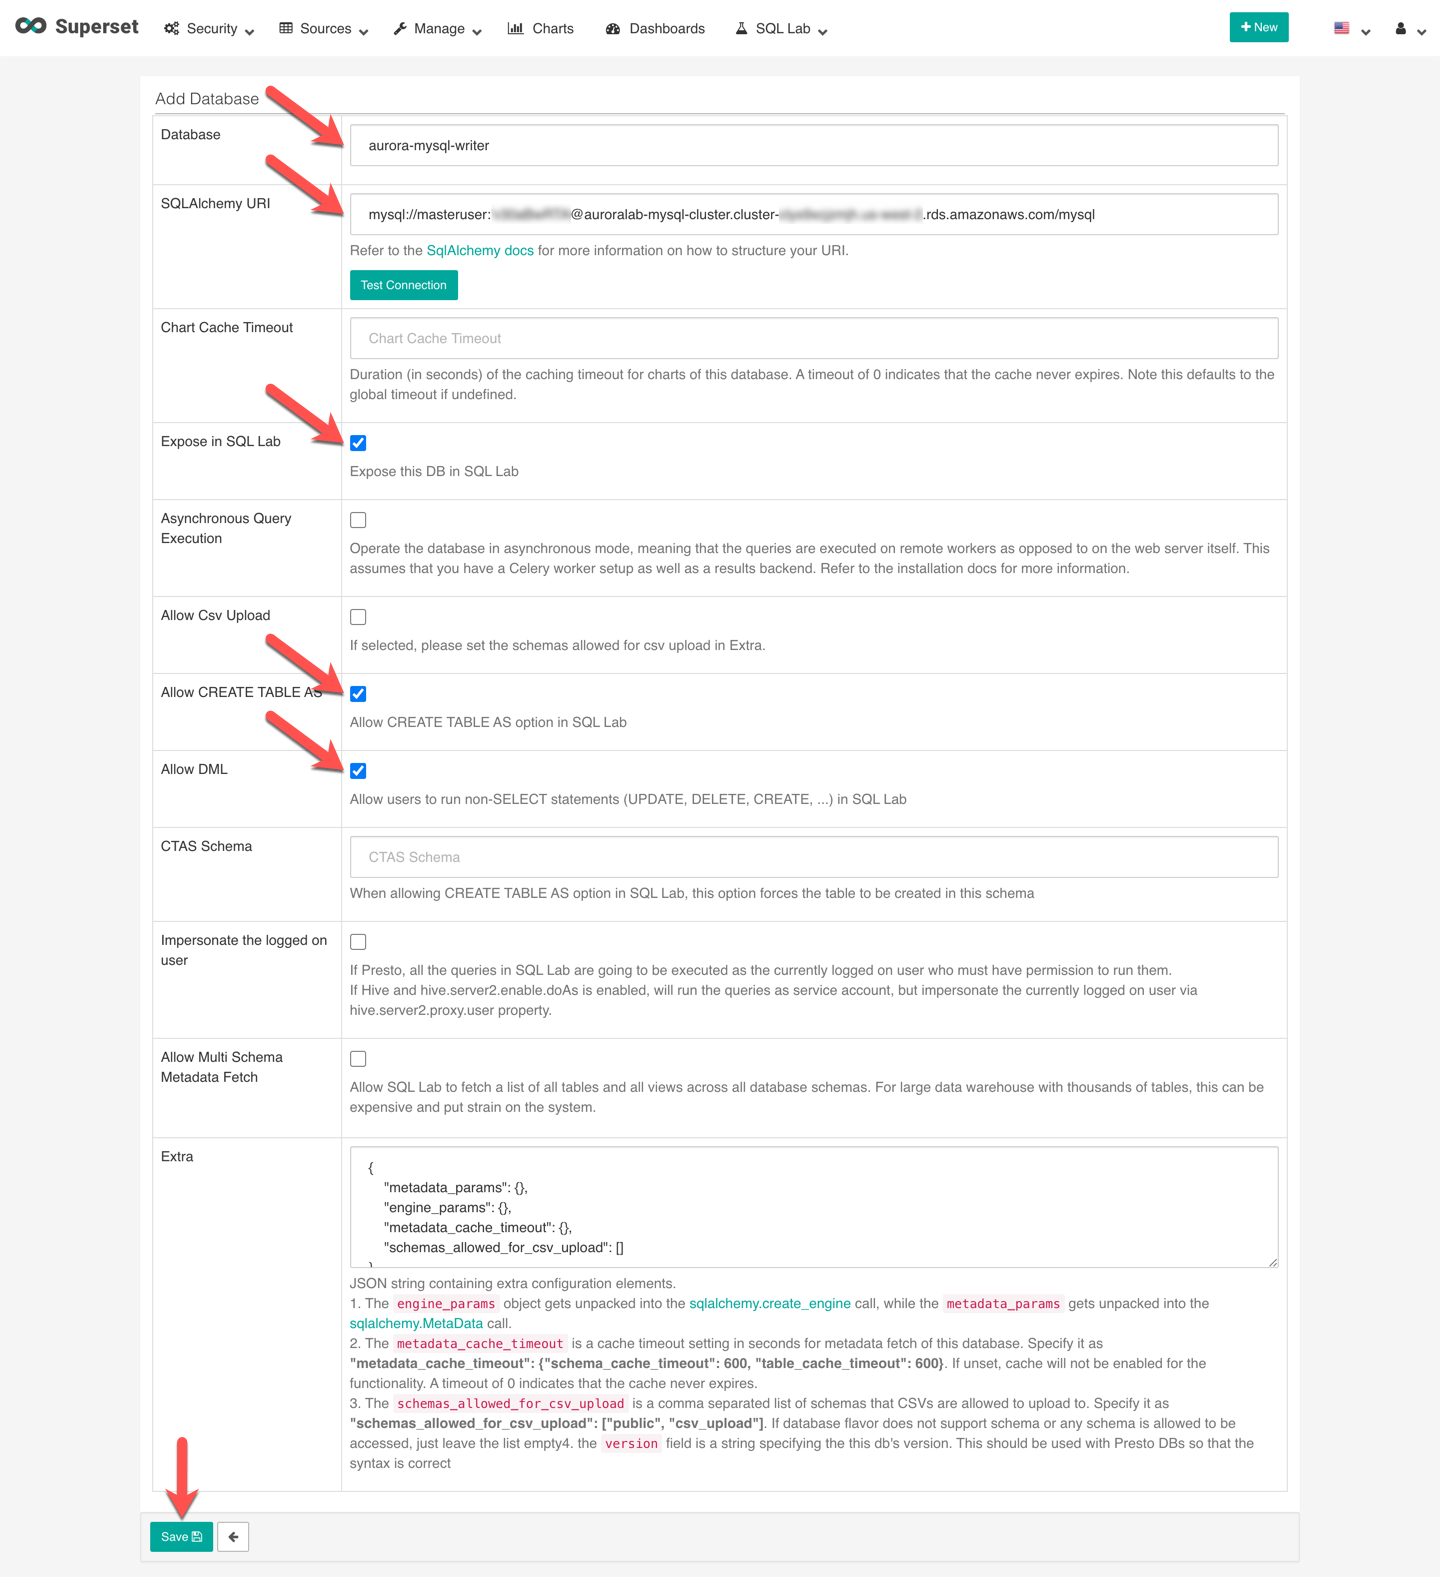 Superset Security Sources Manage Charts Dashboards SQL Lab New
Add Database
Database
aurora-mysql-writer
SQLAlchemy URI
mysql://masteruser: @auroralab-mysql-cluster.cluster- .rds.amazonaws.com/mysql
Refer to the SqlAlchemy docs for more information on how to structure your URI.
Test Connection
Chart Cache Timeout
Chart Cache Timeout
Duration (in seconds) of the caching timeout for charts of this database. A timeout of 0 indicates that the cache never expires. Note this defaults to the
global timeout if undefined.
Expose in SQL Lab
Expose this DB in SQL Lab
Asynchronous Query
Execution
Operate the database in asynchronous mode, meaning that the queries are executed on remote workers as opposed to on the web server itself. This
assumes that you have a Celery worker setup as well as a results backend. Refer to the installation docs for more information.
Allow Csv Upload
If selected, please set the schemas allowed for csv upload in Extra.
Allow CREATE TABLE AS
Allow CREATE TABLE AS option in SQL Lab
Allow DML
Allow users to run non-SELECT statements (UPDATE, DELETE, CREATE, ...) in SQL Lab
CTAS Schema
CTAS Schema
When allowing CREATE TABLE AS option in SQL Lab, this option forces the table to be created in this schema
Impersonate the logged on
user
If Presto, all the queries in SQL Lab are going to be executed as the currently logged on user who must have permission to run them.
If Hive and hive.server2.enable.doAs is enabled, will run the queries as service account, but impersonate the currently logged on user via
hive.server2.proxy.user property.
Allow Multi Schema
Metadata Fetch
Allow SQL Lab to fetch a list of all tables and all views across all database schemas. For large data warehouse with thousands of tables, this can be
expensive and put strain on the system.
Extra
{
"metadata_params": {},
"engine_params": {},
"metadata_cache_timeout": {},
"schemas_allowed_for_csv_upload": []
}
JSON string containing extra configuration elements.
1. The engine_params object gets unpacked into the sqlalchemy.create_engine call, while the metadata_params gets unpacked into the
sqlalchemy.MetaData call.
2. The metadata_cache_timeout is a cache timeout setting in seconds for metadata fetch of this database. Specify it as
"metadata_cache_timeout": {"schema_cache_timeout": 600, "table_cache_timeout": 600}. If unset, cache will not be enabled for the
functionality. A timeout of 0 indicates that the cache never expires.
3. The schemas_allowed_for_csv_upload is a comma separated list of schemas that CSVs are allowed to upload to. Specify it as
"schemas_allowed_for_csv_upload": ["public", "csv_upload"]. If database flavor does not support schema or any schema is allowed to be
accessed, just leave the list empty4. the version field is a string specifying the this db's version. This should be used with Presto DBs so that the
syntax is correct
Save